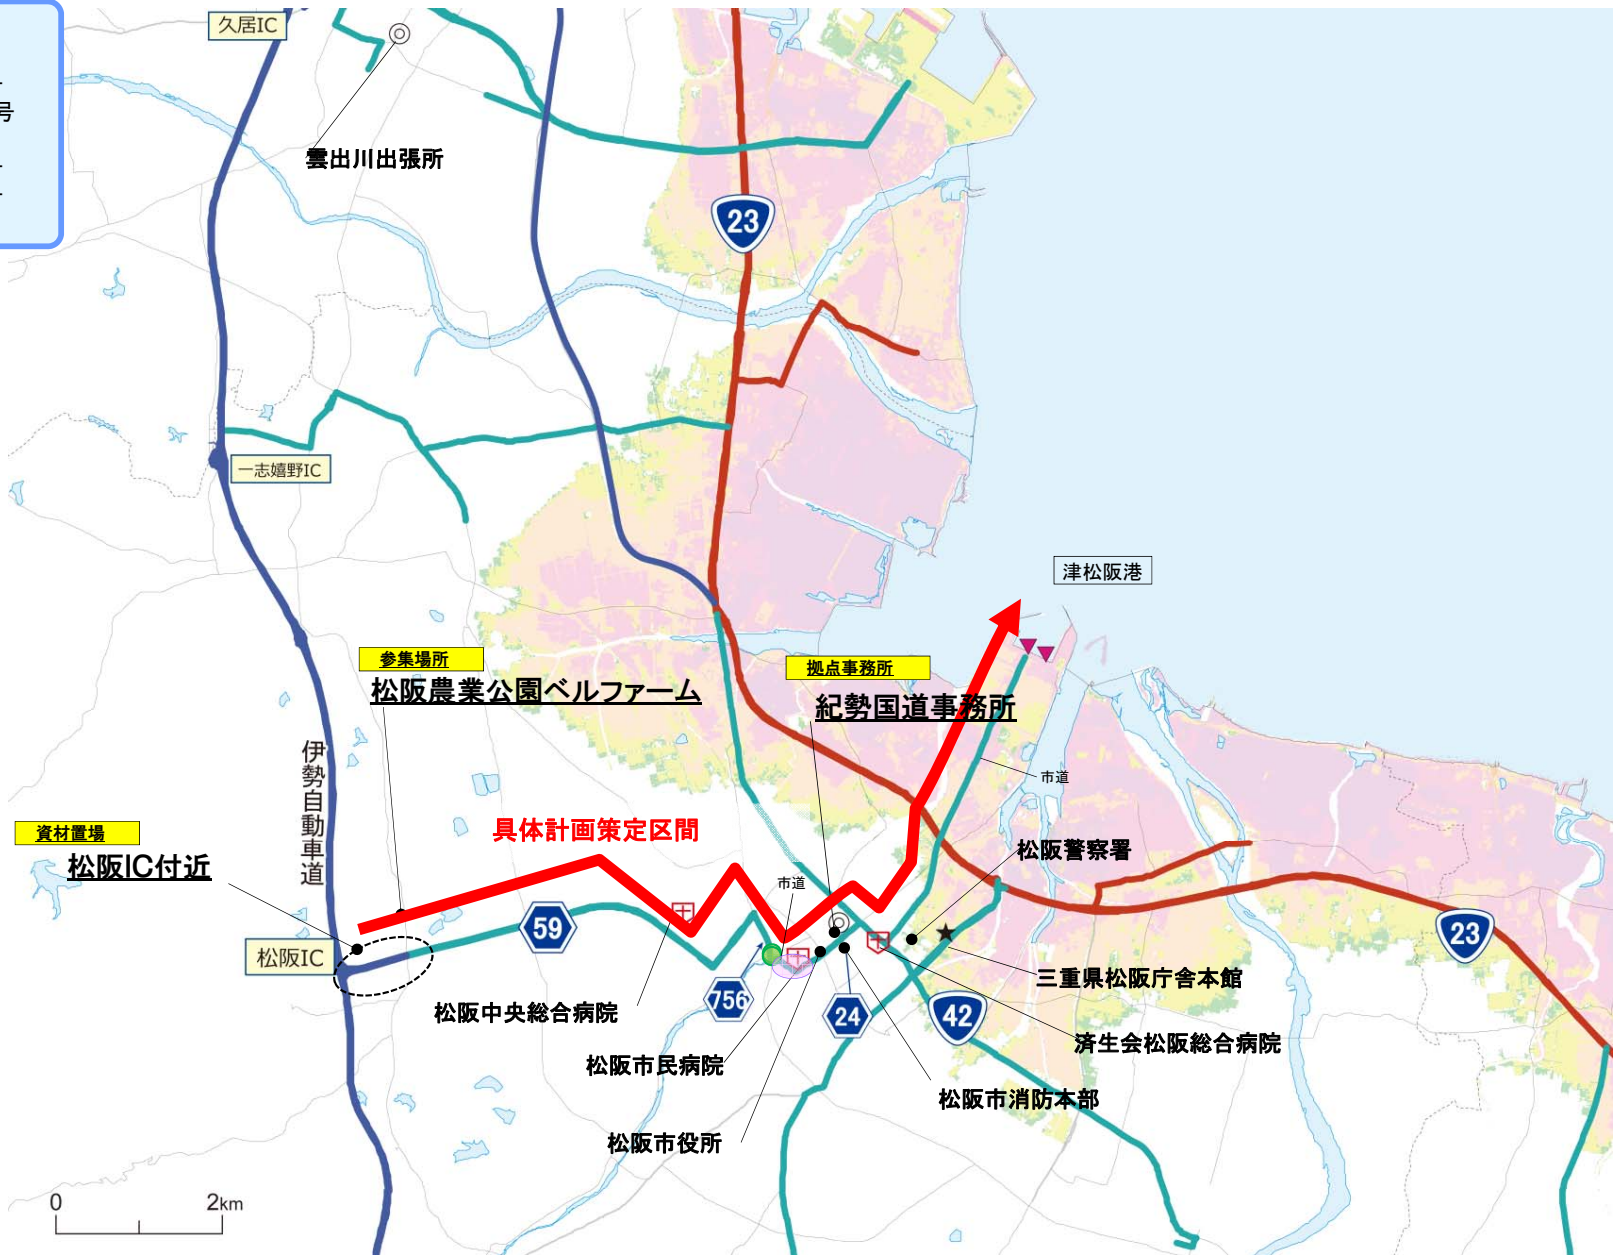 久居IC
号
雲出川出張所
23
一志嬉野IC
津松阪港
参集場所
松阪農業公園ベルファーム
拠点事務所
紀勢国道事務所
市道
伊勢自動車道
資材置場
松阪IC付近
具体計画策定区間
松阪警察署
市道
59
松阪IC
23
三重県松阪庁舎本館
756
24
42
松阪中央総合病院
済生会松阪総合病院
松阪市民病院
松阪市消防本部
松阪市役所
0
2km